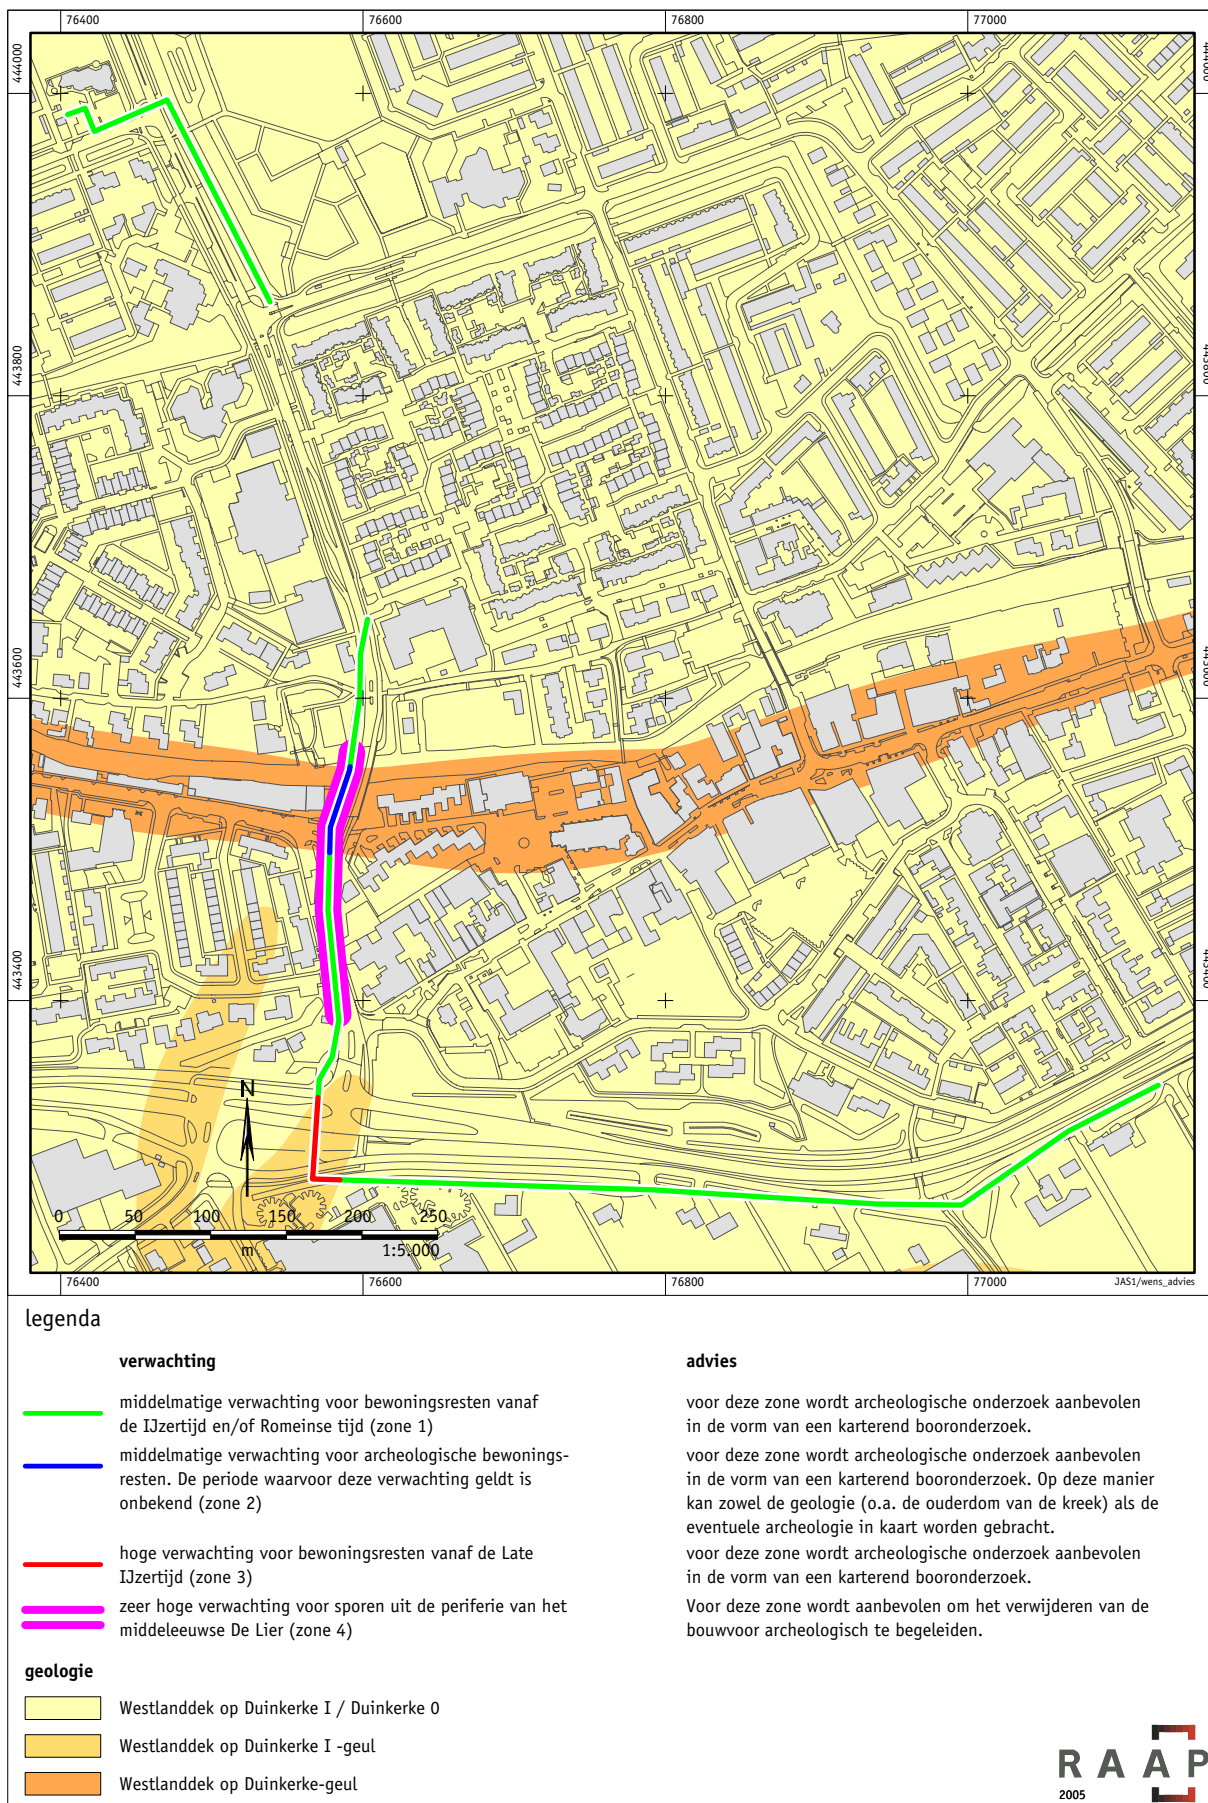 76400 76600 76800 77000
444000 444000
443800 443800
443600 443600
443400 443400
N
0 50 100 150 200 250
m 1:5.000
76400 76600 76800 77000
JAS1/wens_advies
legenda
verwachting
middelmatige verwachting voor bewoningsresten vanaf
de IJzertijd en/of Romeinse tijd (zone 1)
middelmatige verwachting voor archeologische bewonings-
resten. De periode waarvoor deze verwachting geldt is
onbekend (zone 2)
hoge verwachting voor bewoningsresten vanaf de Late
IJzertijd (zone 3)
zeer hoge verwachting voor sporen uit de periferie van het
middeleeuwse De Lier (zone 4)
advies
voor deze zone wordt archeologische onderzoek aanbevolen
in de vorm van een karterend booronderzoek.
voor deze zone wordt archeologische onderzoek aanbevolen
in de vorm van een karterend booronderzoek. Op deze manier
kan zowel de geologie (o.a. de ouderdom van de kreek) als de
eventuele archeologie in kaart worden gebracht.
voor deze zone wordt archeologische onderzoek aanbevolen
in de vorm van een karterend booronderzoek.
Voor deze zone wordt aanbevolen om het verwijderen van de
bouwvoor archeologisch te begeleiden.
geologie
Westlanddek op Duinkerke I / Duinkerke 0
Westlanddek op Duinkerke I -geul
Westlanddek op Duinkerke-geul
RAAP
2005